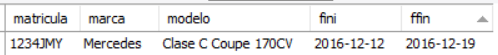 matricula marca modelo fini ffin
1234JMY Mercedes Clase C Coupe 170CV 2016-12-12 2016-12-19